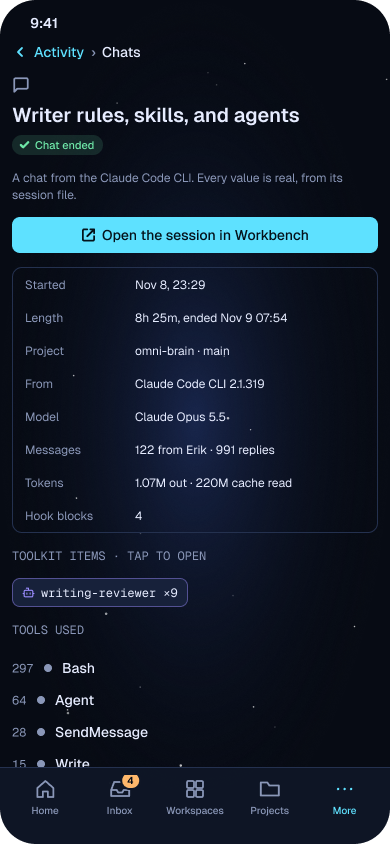 9:41
Activity › Chats
Writer rules, skills, and agents
Chat ended
A chat from the Claude Code CLI. Every value is real, from its
session file.
Open the session in Workbench
Started Nov 8, 23:29
Length 8h 25m, ended Nov 9 07:54
Project omni-brain · main
From Claude Code CLI 2.1.319
Model Claude Opus 5.5
Messages 122 from Erik · 991 replies
Tokens 1.07M out · 220M cache read
Hook blocks 4
TOOLKIT ITEMS · TAP TO OPEN
writing-reviewer ×9
TOOLS USED
297 Bash
64 Agent
28 SendMessage
15 Write
4
Home Inbox Workspaces Projects More